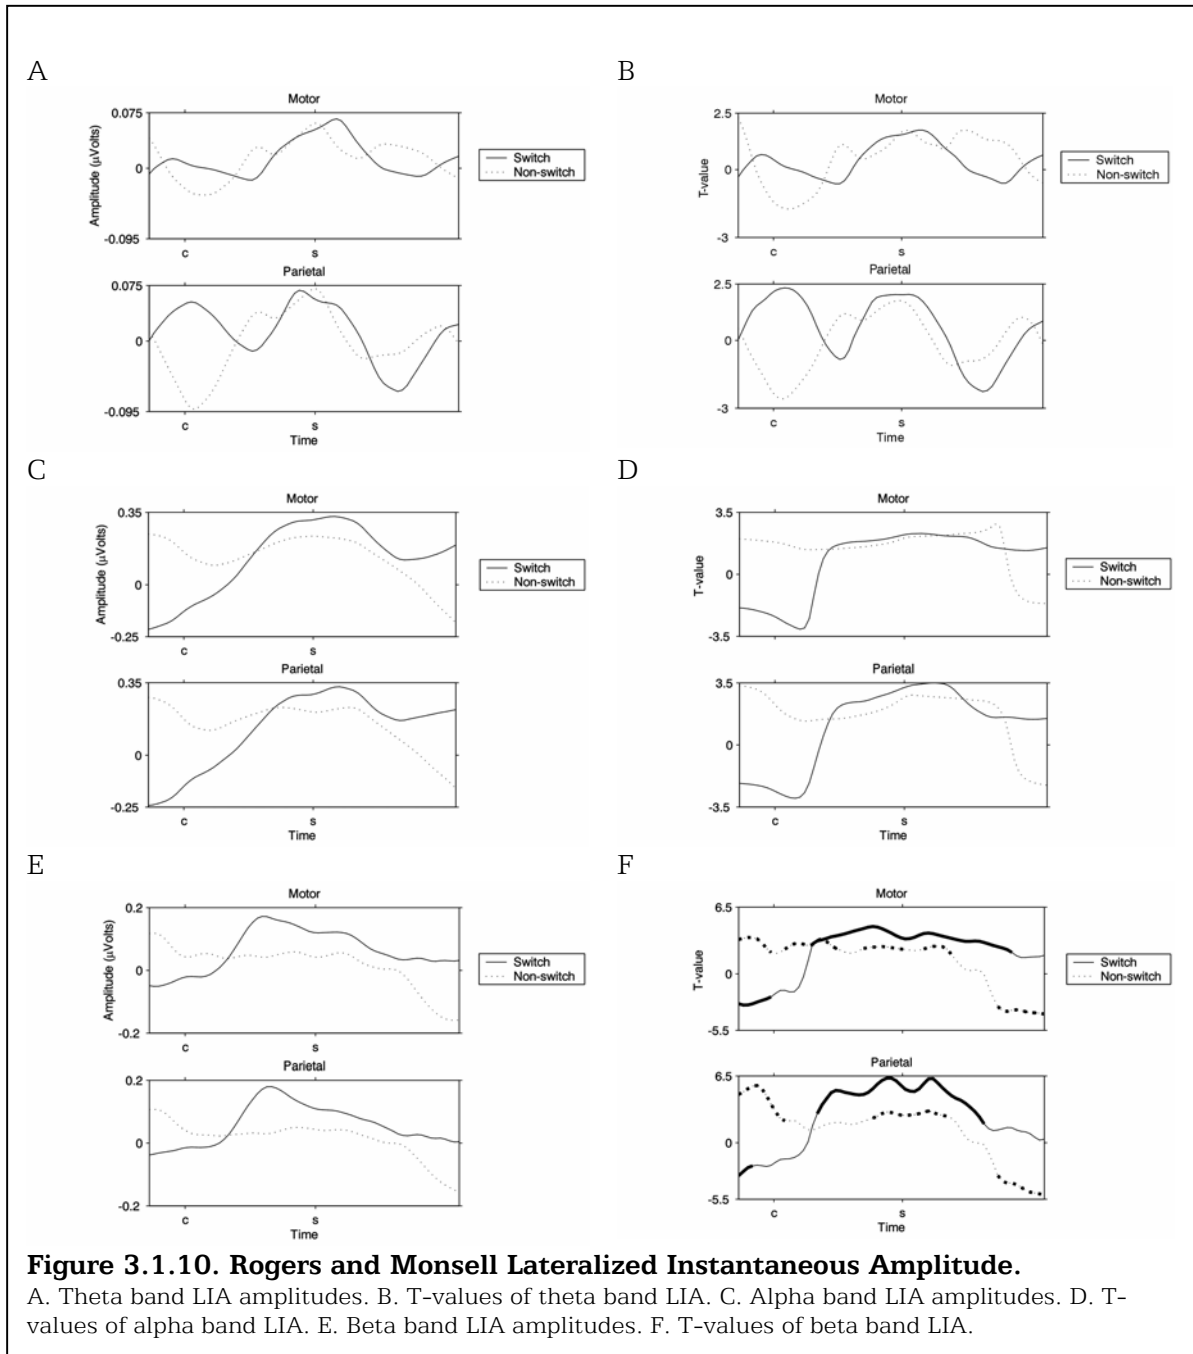 A
Motor
0.075
0
-0.095
Amplitude (µVolts)
c
s
Switch
Non-switch
Parietal
0.075
0
-0.095
c
s
Time
B
Motor
2.5
0
-3
T-value
c
s
Switch
Non-switch
Parietal
2.5
0
-3
c
s
Time
C
Motor
0.35
0
-0.25
Amplitude (µVolts)
c
s
Switch
Non-switch
Parietal
0.35
0
-0.25
c
s
Time
D
Motor
3.5
0
-3.5
T-value
Switch
Non-switch
Parietal
3.5
0
-3.5
c
s
Time
E
Motor
0.2
0
-0.2
Amplitude (µVolts)
c
s
Switch
Non-switch
Parietal
0.2
0
-0.2
c
s
Time
F
Motor
6.5
0
-5.5
T-value
Switch
Non-switch
Parietal
6.5
0
-5.5
c
s
Time
Figure 3.1.10. Rogers and Monsell Lateralized Instantaneous Amplitude.
A. Theta band LIA amplitudes. B. T-values of theta band LIA. C. Alpha band LIA amplitudes. D. T-
values of alpha band LIA. E. Beta band LIA amplitudes. F. T-values of beta band LIA.